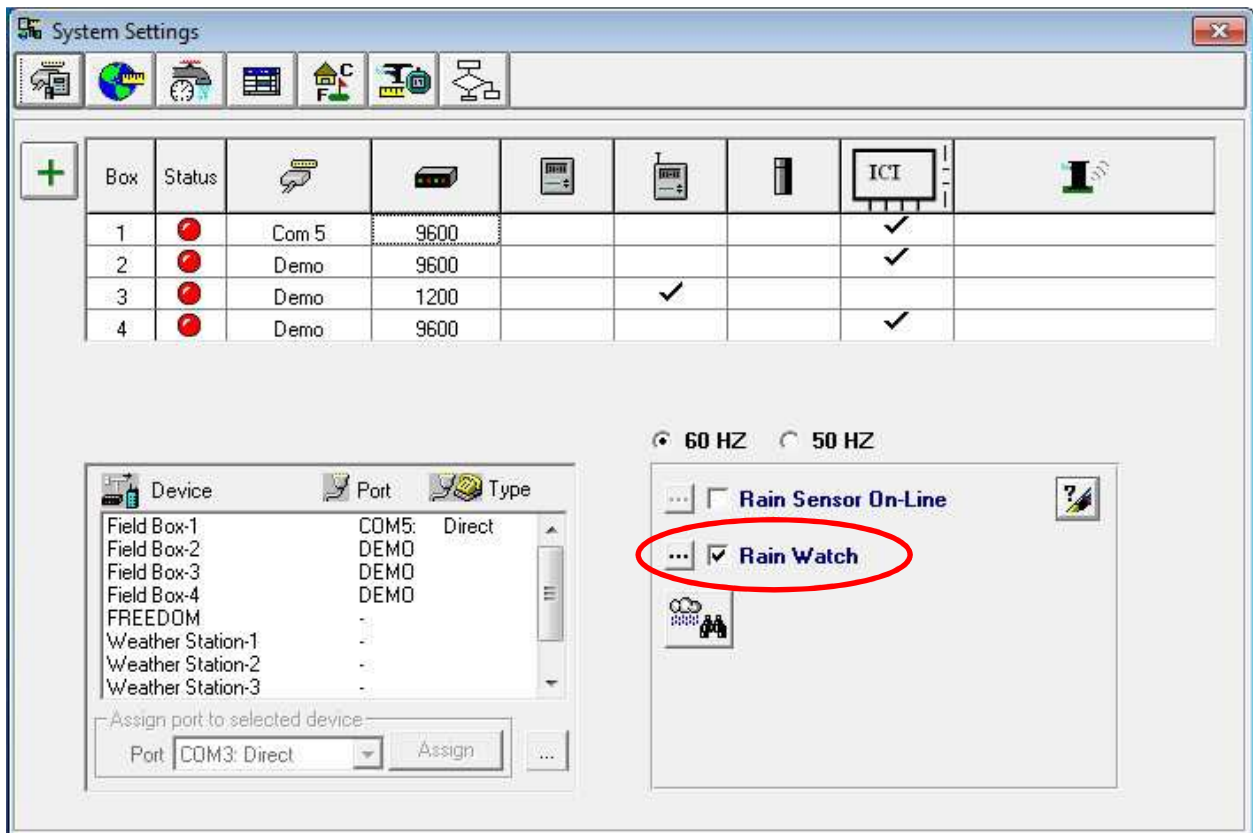 System Settings
C
F
Box Status ICI
1 Com 5 9600 ✓
2 Demo 9600 ✓
3 Demo 1200 ✓
4 Demo 9600 ✓
60 HZ 50 HZ
Device Port Type
Field Box-1 COM5: Direct
Field Box-2 DEMO
Field Box-3 DEMO
Field Box-4 DEMO
FREEDOM -
Weather Station-1 -
Weather Station-2 -
Weather Station-3 -
Assign port to selected device
Port COM3: Direct Assign ...
... Rain Sensor On-Line ?
... Rain Watch